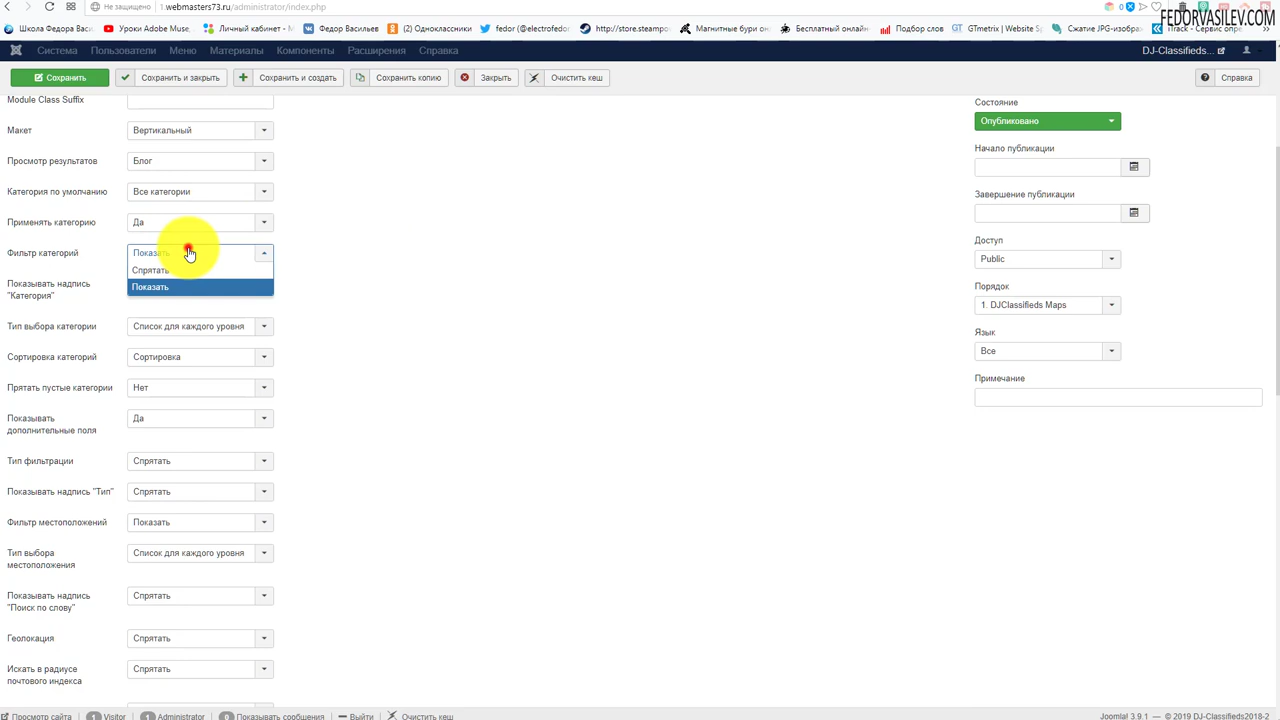 Не защищено 1.webmasters73.ru/administrator/index.php
FEDORVASILEV.COM
Школа Федора Васи. Уроки Adobe Muse, Личный кабинет - М Федор Васильев (2) Одноклассники fedor (@electrofedor http://store.steampo Магнитные бури он Бесплатный онлайн Подбор слов GTmetrix | Website Sp Сжатие JPG-изображ iTrack - Сервис опре
Система Пользователи Меню Материалы Компоненты Расширения Справка DJ-Classifieds...
Сохранить Сохранить и закрыть Сохранить и создать Сохранить копию Закрыть Очистить кеш Справка
Module Class Suffix
Макет Вертикальный
Просмотр результатов Блог
Категория по умолчанию Все категории
Применять категорию Да
Фильтр категорий Показать
Спрятать
Показать
Показывать надпись
"Категория"
Тип выбора категории Список для каждого уровня
Сортировка категорий Сортировка
Прятать пустые категории Нет
Показывать
дополнительные поля
Да
Тип фильтрации Спрятать
Показывать надпись "Тип" Спрятать
Фильтр местоположений Показать
Тип выбора
местоположения
Список для каждого уровня
Показывать надпись
"Поиск по слову"
Спрятать
Геолокация Спрятать
Искать в радиусе
почтового индекса
Спрятать
Состояние
Опубликовано
Начало публикации
Завершение публикации
Доступ
Public
Порядок
1. DJClassifieds Maps
Язык
Все
Примечание
Просмотр сайта 1 Visitor 1 Administrator 0 Показывать сообщения Выйти Очистить кеш Joomla! 3.9.1 — © 2019 DJ-Classifieds2018-2